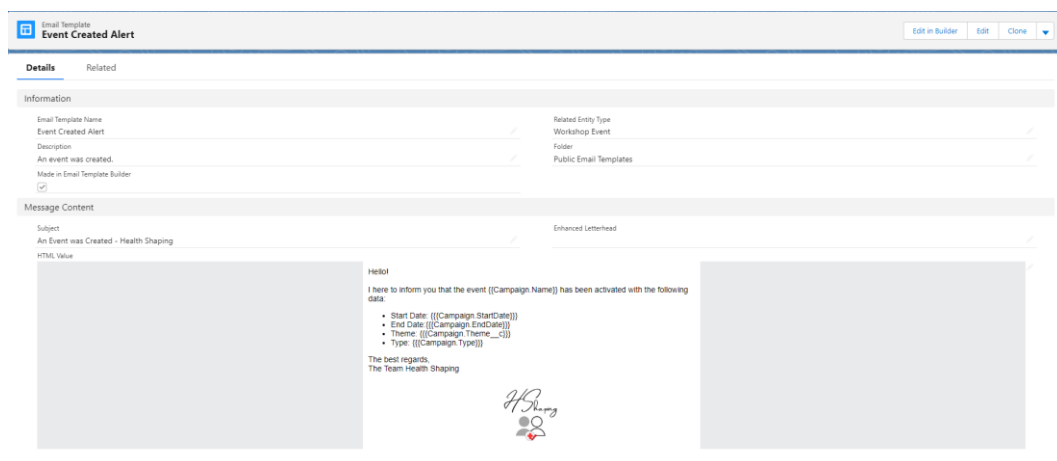 Email Template
Event Created Alert
Edit in Builder Edit Clone
Details Related
Information
Email Template Name Related Entity Type
Event Created Alert Workshop Event
Description Folder
An event was created. Public Email Templates
Made in Email Template Builder
Message Content
Subject Enhanced Letterhead
An Event was Created - Health Shaping
HTML Value
Hello!
I here to inform you that the event {{Campaign.Name}} has been activated with the following
data:
• Start Date: {{{Campaign.StartDate}}}
• End Date:{{{Campaign.EndDate}}}
• Theme: {{{Campaign.Theme__c}}}
• Type: {{{Campaign.Type}}}
The best regards,
The Team Health Shaping
HShaping